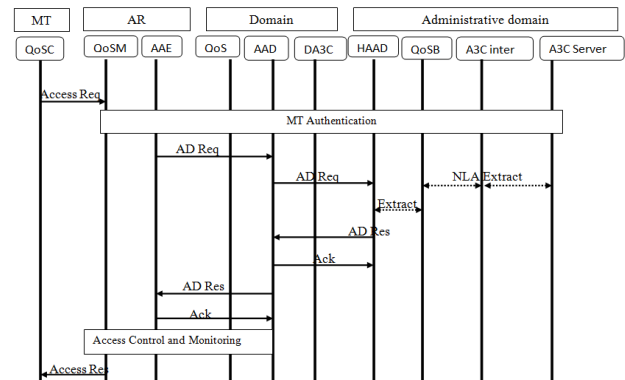 MT AR Domain Administrative domain
QoSC QoSM AAE QoS AAD DA3C HAAD QoSB A3C inter A3C Server
Access Req
MT Authentication
AD Req
AD Req NLA Extract
Extract
AD Res
Ack
AD Res
Ack
Access Control and Monitoring
Access Res